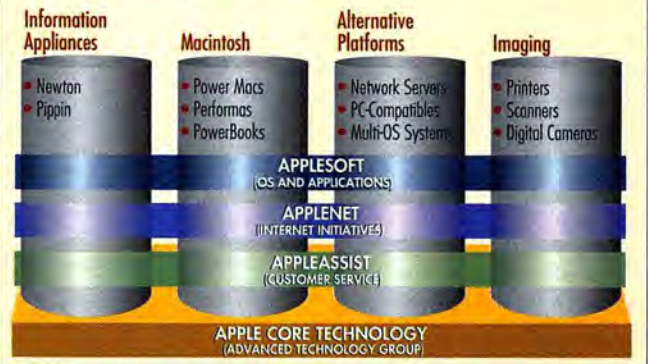 Information
Appliances
Macintosh
Alternative
Platforms
Imaging
• Newton
• Pippin
• Power Macs
• Performas
• PowerBooks
• Network Servers
• PC-Compatibles
• Multi-OS Systems
• Printers
• Scanners
• Digital Cameras
APPLESOFT
(OS AND APPLICATIONS)
APPLENET
(INTERNET INITIATIVES)
APPLEASSIST
(CUSTOMER SERVICE)
APPLE CORE TECHNOLOGY
(ADVANCED TECHNOLOGY GROUP)